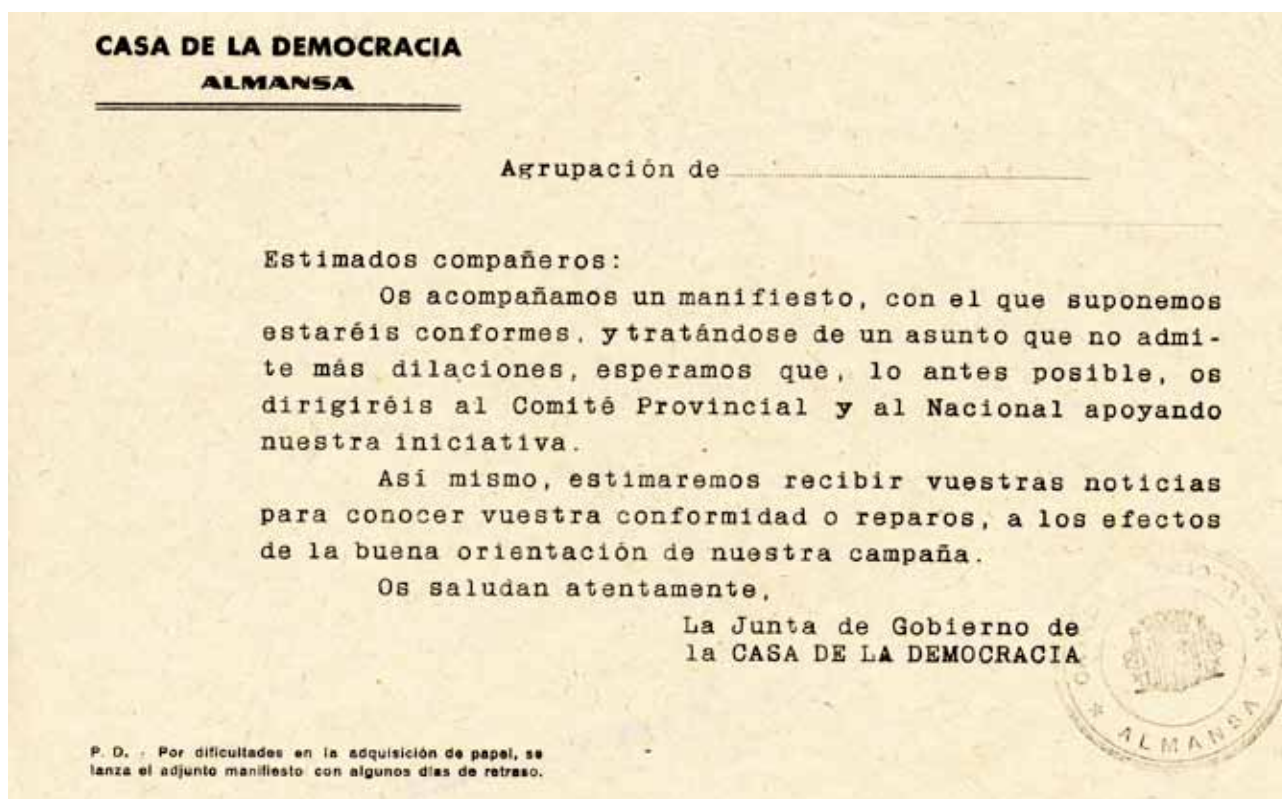 CASA DE LA DEMOCRACIA
ALMANSA
Agrupación de
Estimados compañeros:
Os acompañamos un manifiesto, con el que suponemos
estaréis conformes, y tratándose de un asunto que no admi-
te más dilaciones, esperamos que, lo antes posible, os
dirigiréis al Comité Provincial y al Nacional apoyando
nuestra iniciativa.
Así mismo, estimaremos recibir vuestras noticias
para conocer vuestra conformidad o reparos, a los efectos
de la buena orientación de nuestra campaña.
Os saludan atentamente,
La Junta de Gobierno de
la CASA DE LA DEMOCRACIA
ALMANSA
P. D. - Por dificultades en la adquisición de papel, se
lanza el adjunto manifiesto con algunos días de retraso.